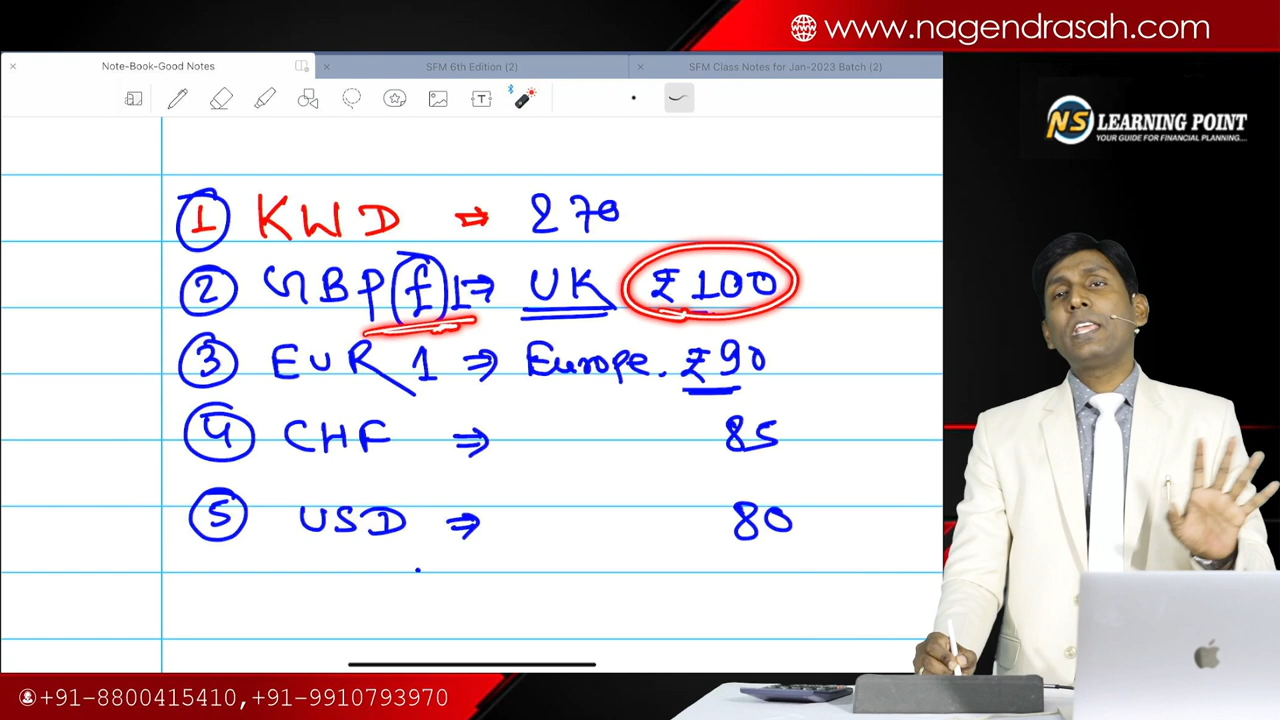 www.nagendrasah.com
Note-Book-Good Notes
SFM 6th Edition (2)
SFM Class Notes for Jan-2023 Batch (2)
T
NS LEARNING POINT
YOUR GUIDE FOR FINANCIAL PLANNING....
1 KWD ⇒ 270
2 GBP (£) 1 ⇒ UK ₹100
3 EUR 1 ⇒ Europe. ₹90
4 CHF ⇒ 85
5 USD ⇒ 80
+91-8800415410,+91-9910793970